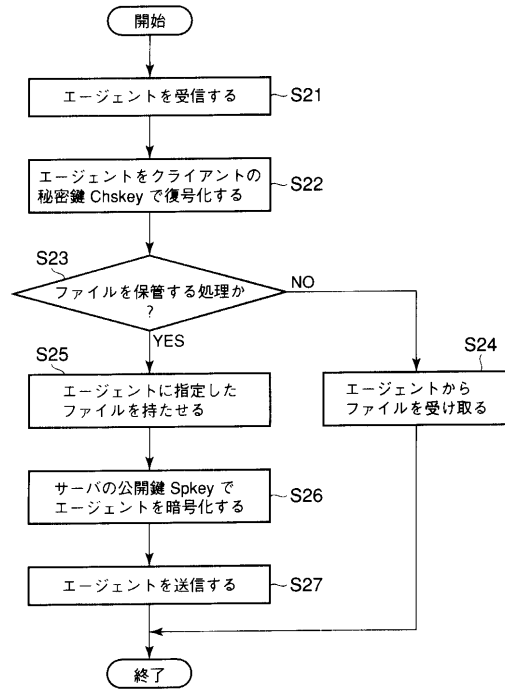 開始
エージェントを受信する
S21
エージェントをクライアントの
秘密鍵 Chskey で復号化する
S22
S23
ファイルを保管する処理か
?
NO
YES
S24
エージェントから
ファイルを受け取る
S25
エージェントに指定した
ファイルを持たせる
サーバの公開鍵 Spkey で
エージェントを暗号化する
S26
エージェントを送信する
S27
終了